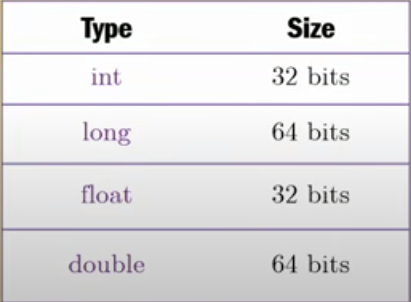 Type Size
int 32 bits
long 64 bits
float 32 bits
double 64 bits